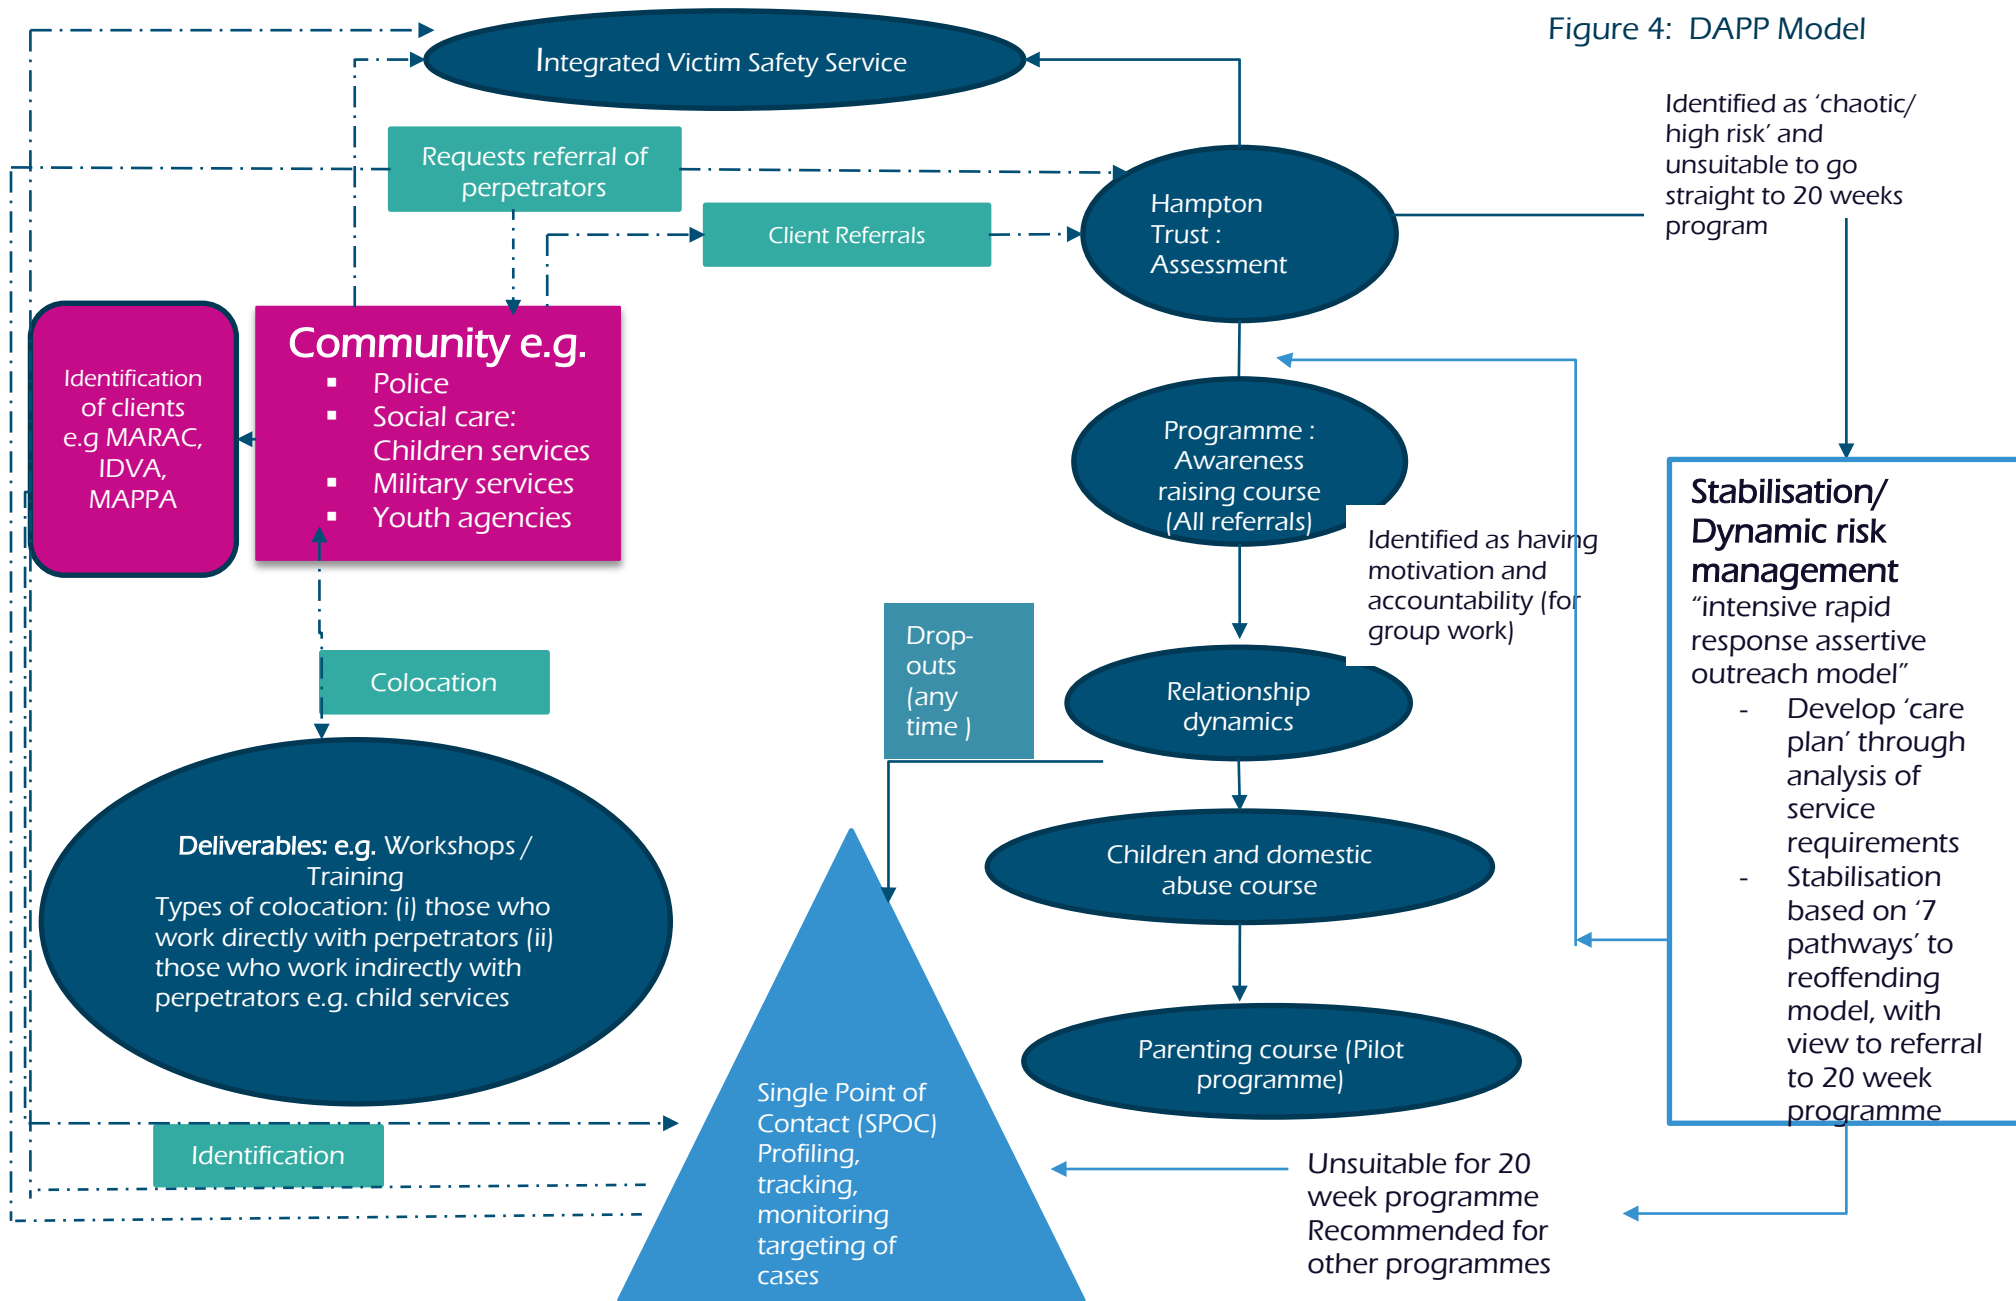 Figure 4: DAPP Model
Integrated Victim Safety Service
Identified as ‘chaotic/
high risk’ and
unsuitable to go
straight to 20 weeks
program
Requests referral of
perpetrators
Client Referrals
Hampton
Trust :
Assessment
Identification
of clients
e.g MARAC,
IDVA,
MAPPA
Community e.g.
▪ Police
▪ Social care:
Children services
▪ Military services
▪ Youth agencies
Programme :
Awareness
raising course
(All referrals)
Identified as having
motivation and
accountability (for
group work)
Stabilisation/
Dynamic risk
management
“intensive rapid
response assertive
outreach model”
- Develop ‘care
plan’ through
analysis of
service
requirements
- Stabilisation
based on ‘7
pathways’ to
reoffending
model, with
view to referral
to 20 week
programme
Drop-
outs
(any
time )
Colocation
Relationship
dynamics
Deliverables: e.g. Workshops /
Training
Types of colocation: (i) those who
work directly with perpetrators (ii)
those who work indirectly with
perpetrators e.g. child services
Children and domestic
abuse course
Parenting course (Pilot
programme)
Single Point of
Contact (SPOC)
Profiling,
tracking,
monitoring
targeting of
cases
Identification
Unsuitable for 20
week programme
Recommended for
other programmes